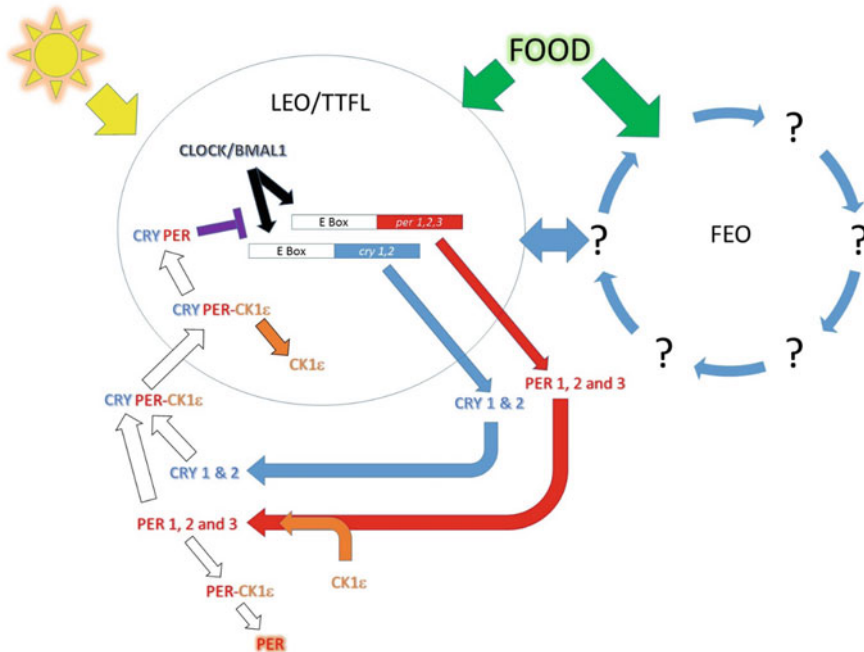 FOOD
LEO/TTFL
CLOCK/BMAL1
E Box per 1,2,3
E Box cry 1,2
CRY PER
CRY PER-CK1ε
CK1ε
CRY PER-CK1ε
CRY 1 & 2
PER 1, 2 and 3
CRY 1 & 2
PER 1, 2 and 3
CK1ε
PER-CK1ε
PER
?
?
?
?
?
FEO